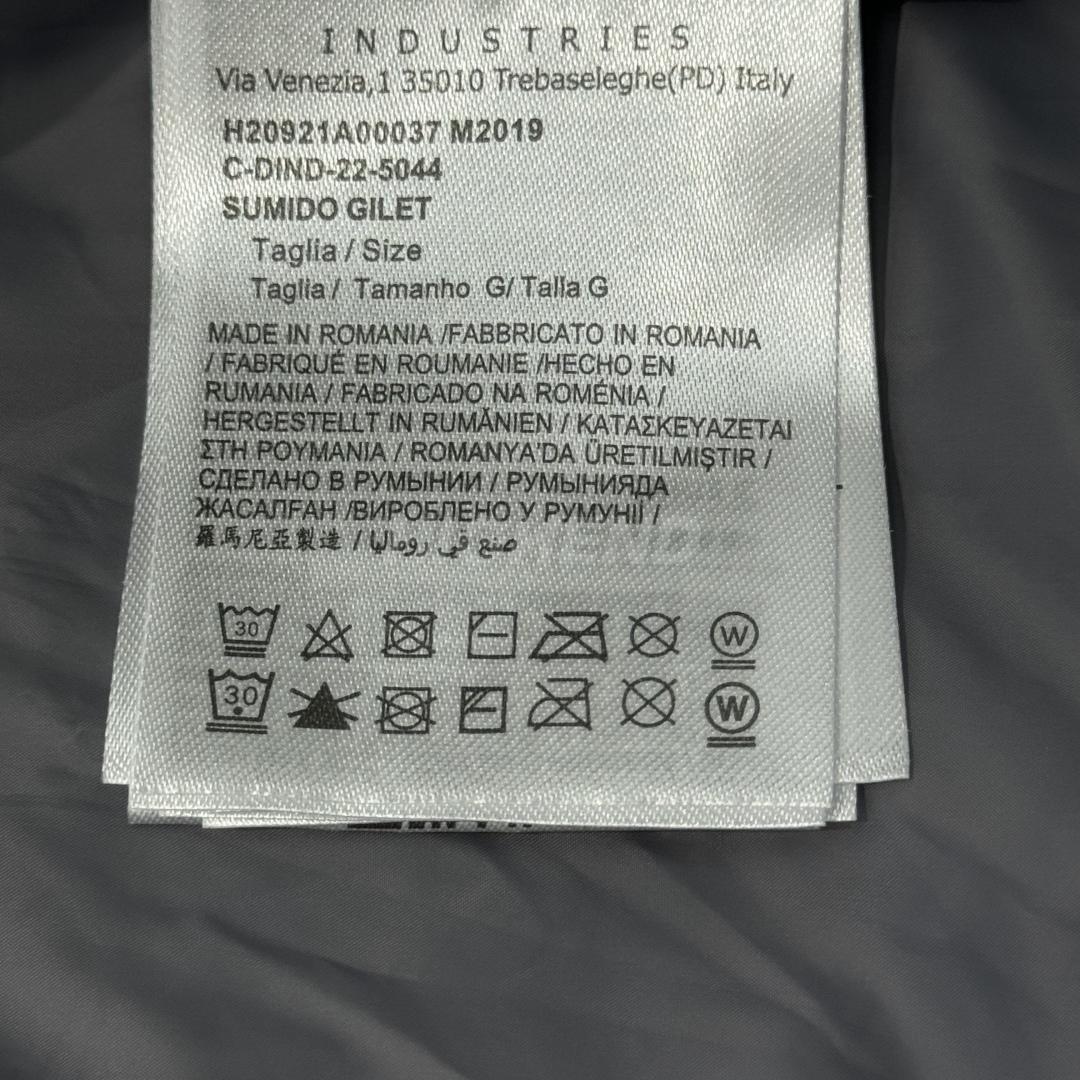 INDUSTRIES
Via Venezia,1 35010 Trebaseleghe(PD) Italy
H20921A00037 M2019
C-DIND-22-5044
SUMIDO GILET
Taglia / Size
Taglia / Tamanho G/ Talla G
MADE IN ROMANIA /FABBRICATO IN ROMANIA
/ FABRIQUÉ EN ROUMANIE /HECHO EN
RUMANIA / FABRICADO NA ROMÉNIA /
HERGESTELLT IN RUMÄNIEN / ΚΑΤΑΣΚΕΥΑΖΕΤΑΙ
ΣΤΗ ΡΟΥΜΑΝΙΑ / ROMANYA'DA ÜRETILMIŞTIR /
СДЕЛАНО В РУМЫНИИ / РУМЫНИЯДА
ЖАСАЛҒАН /ВИРОБЛЕНО У РУМУНІЇ /
羅馬尼亞製造 / صنع في رومانيا
30 W
30 W